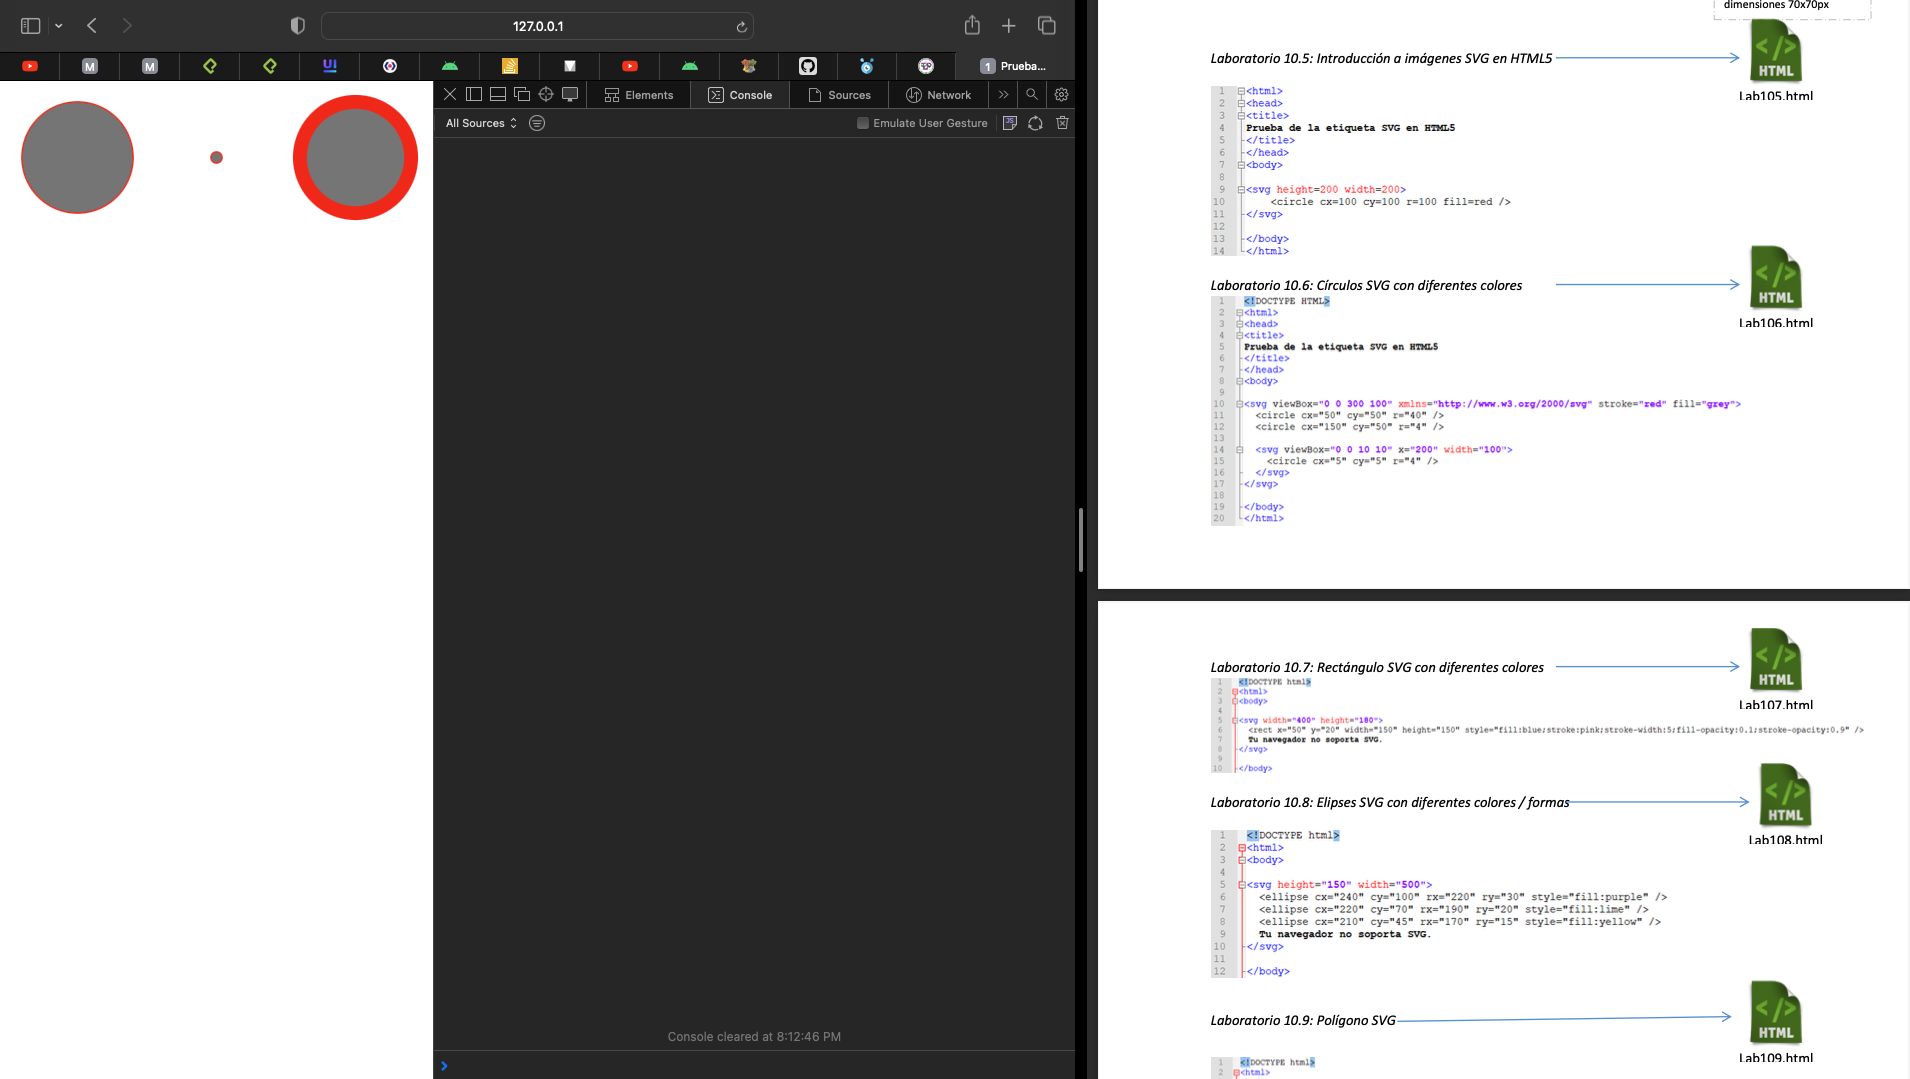 127.0.0.1
M
M
UI
1 Prueba...
Elements
Console
Sources
Network
All Sources
Emulate User Gesture
Console cleared at 8:12:46 PM
dimensiones 70x70px
Laboratorio 10.5: Introducción a imágenes SVG en HTML5
HTML
Lab105.html
1 <html>
2 <head>
3 <title>
4 Prueba de la etiqueta SVG en HTML5
5 </title>
6 </head>
7 <body>
8
9 <svg height=200 width=200>
10 <circle cx=100 cy=100 r=100 fill=red />
11 </svg>
12
13 </body>
14 </html>
Laboratorio 10.6: Círculos SVG con diferentes colores
HTML
Lab106.html
1 <!DOCTYPE HTML>
2 <html>
3 <head>
4 <title>
5 Prueba de la etiqueta SVG en HTML5
6 </title>
7 </head>
8 <body>
9
10 <svg viewBox="0 0 300 100" xmlns="http://www.w3.org/2000/svg" stroke="red" fill="grey">
11 <circle cx="50" cy="50" r="40" />
12 <circle cx="150" cy="50" r="4" />
13
14 <svg viewBox="0 0 10 10" x="200" width="100">
15 <circle cx="5" cy="5" r="4" />
16 </svg>
17 </svg>
18
19 </body>
20 </html>
Laboratorio 10.7: Rectángulo SVG con diferentes colores
HTML
Lab107.html
1 <!DOCTYPE html>
2 <html>
3 <body>
4
5 <svg width="400" height="180">
6 <rect x="50" y="20" width="150" height="150" style="fill:blue;stroke:pink;stroke-width:5;fill-opacity:0.1;stroke-opacity:0.9" />
7 Tu navegador no soporta SVG.
8 </svg>
9
10 </body>
Laboratorio 10.8: Elipses SVG con diferentes colores / formas
HTML
Lab108.html
1 <!DOCTYPE html>
2 <html>
3 <body>
4
5 <svg height="150" width="500">
6 <ellipse cx="240" cy="100" rx="220" ry="30" style="fill:purple" />
7 <ellipse cx="220" cy="70" rx="190" ry="20" style="fill:lime" />
8 <ellipse cx="210" cy="45" rx="170" ry="15" style="fill:yellow" />
9 Tu navegador no soporta SVG.
10 </svg>
11
12 </body>
Laboratorio 10.9: Polígono SVG
HTML
Lab109.html
1 <!DOCTYPE html>
2 <html>